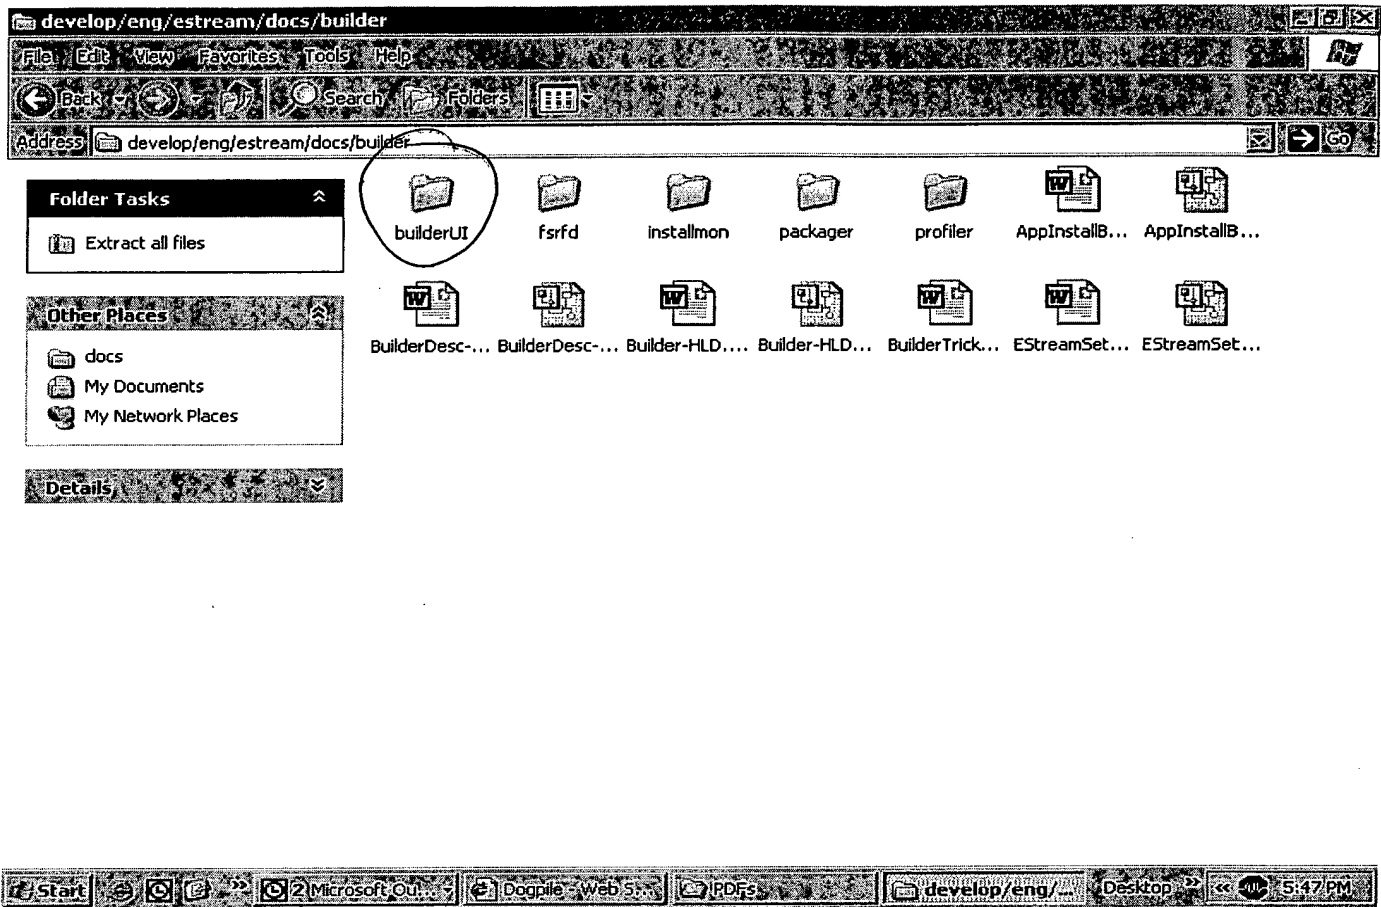 develop/eng/estream/docs/builder
File Edit View Favorites Tools Help
Back Search Folders
Address develop/eng/estream/docs/builder Go
Folder Tasks
Extract all files
Other Places
docs
My Documents
My Network Places
Details
builderUI fsrfd installmon packager profiler AppInstallB... AppInstallB...
BuilderDesc-... BuilderDesc-... Builder-HLD.... Builder-HLD... BuilderTrick... EStreamSet... EStreamSet...
Start 2 Microsoft Ou... Dogpile - Web S... PDFs develop/eng/... Desktop 5:47 PM